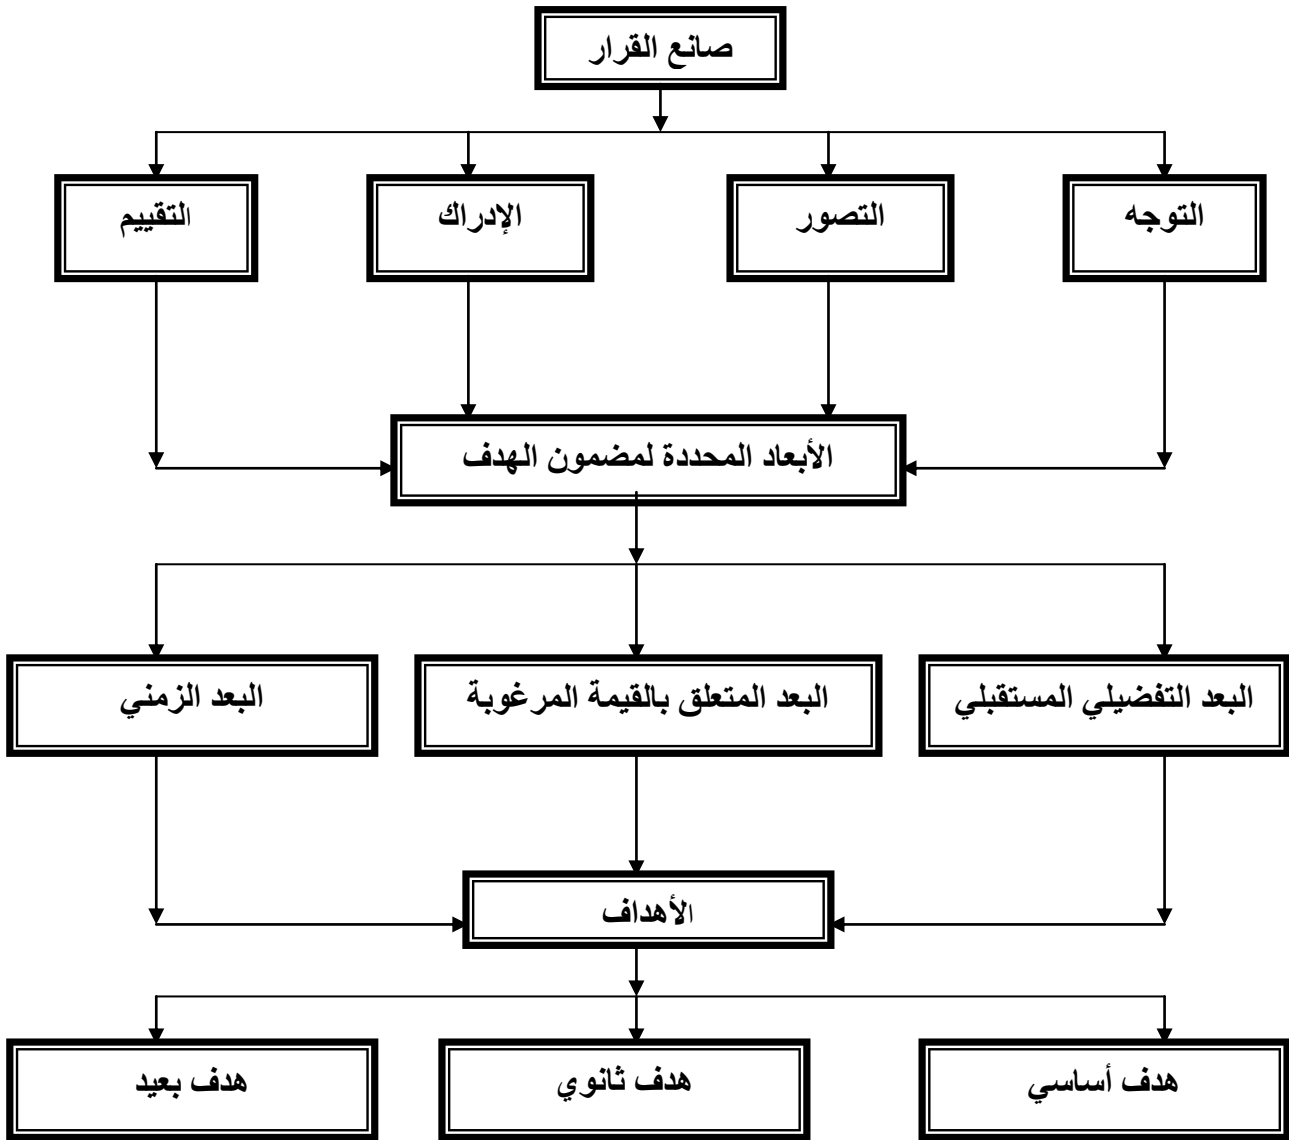 صانع القرار
التوجه
التصور
الإدراك
التقييم
الأبعاد المحددة لمضمون الهدف
البعد التفضيلي المستقبلي
البعد المتعلق بالقيمة المرغوبة
البعد الزمني
الأهداف
هدف أساسي
هدف ثانوي
هدف بعيد